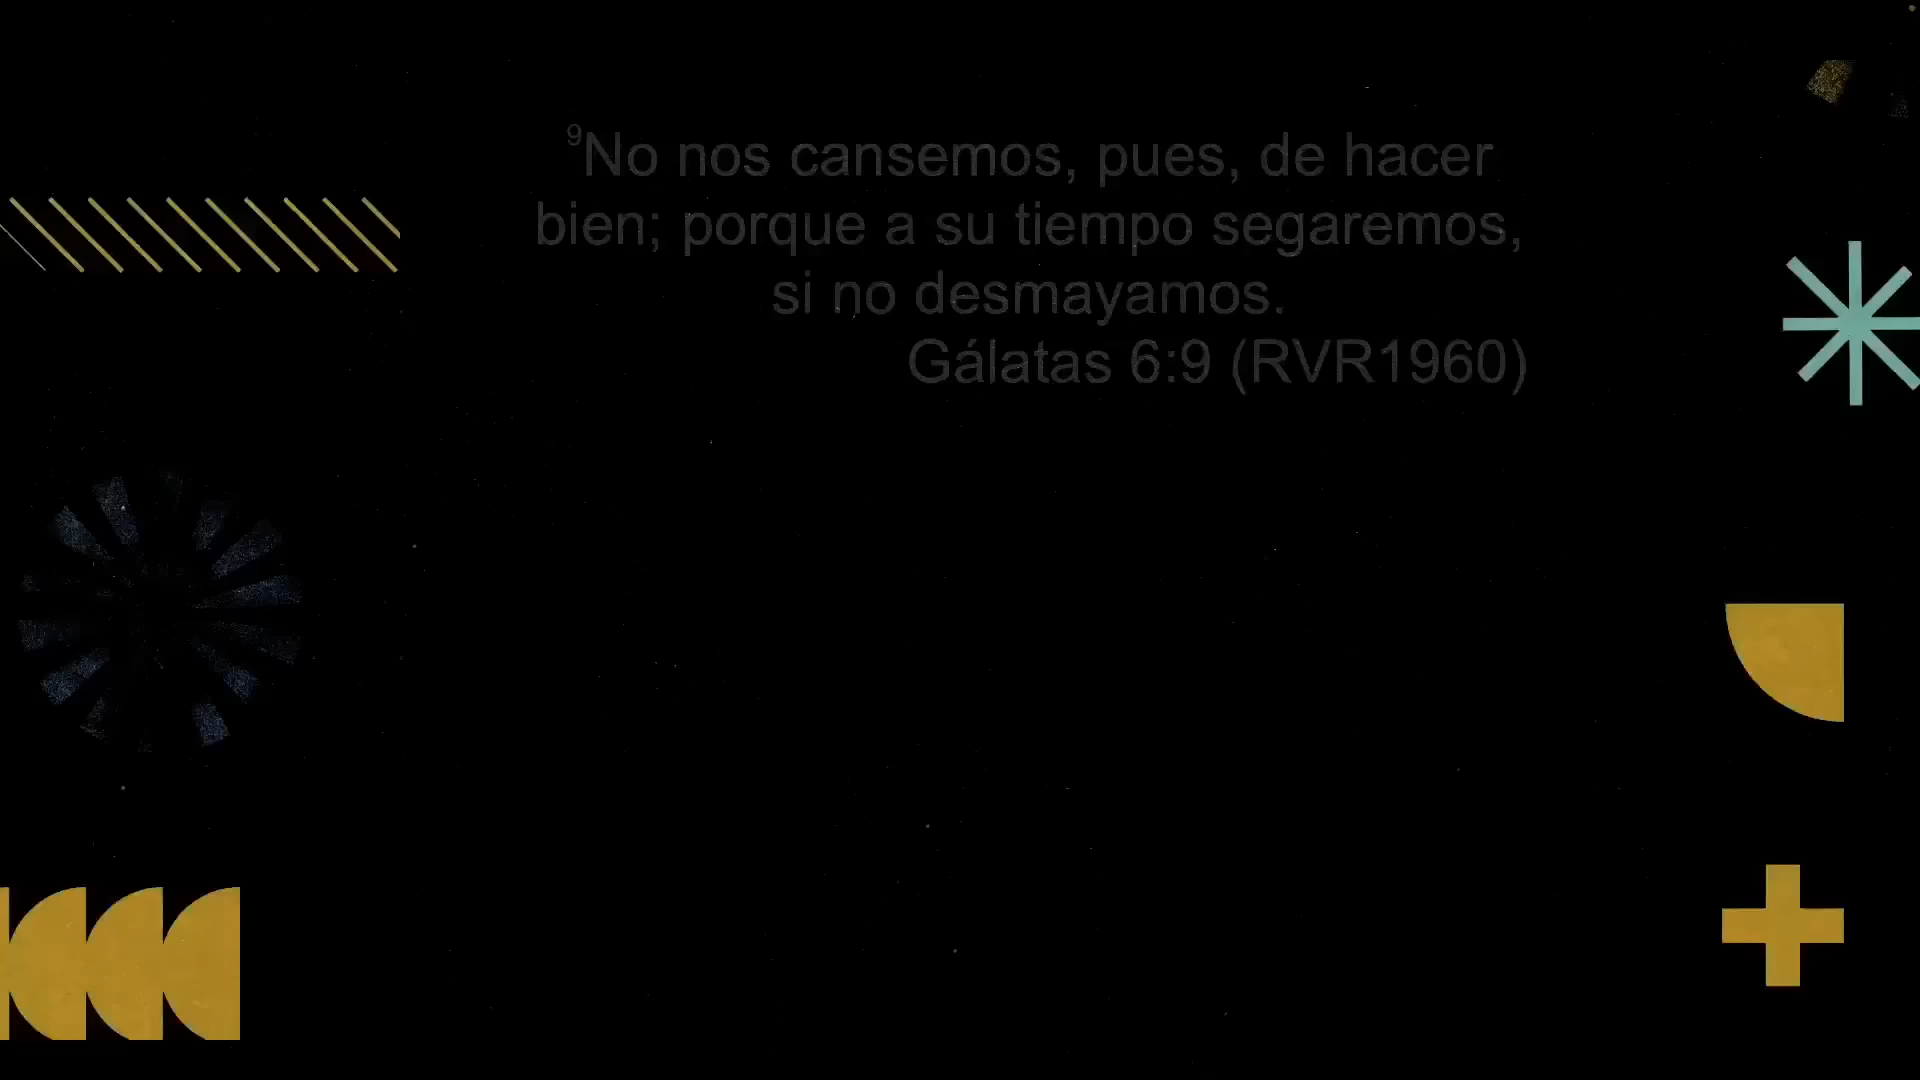 ⁹No nos cansemos, pues, de hacer
bien; porque a su tiempo segaremos,
si no desmayamos.
Gálatas 6:9 (RVR1960)